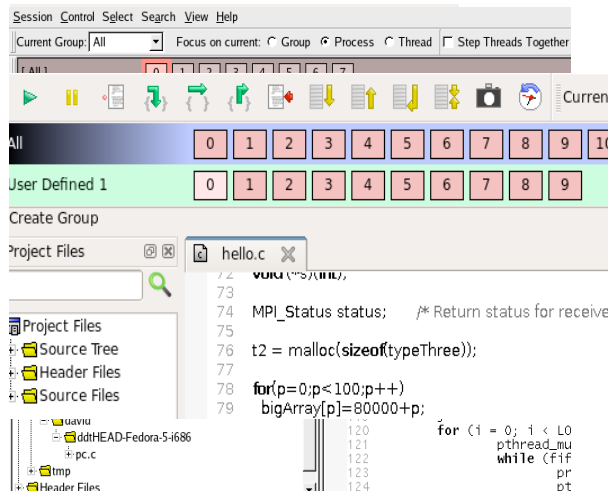 Session Control Select Search View Help
Current Group: All Focus on current: Group Process Thread Step Threads Together
[ All ] 0 1 2 3 4 5 6 7
Curren
All 0 1 2 3 4 5 6 7 8 9 10
User Defined 1 0 1 2 3 4 5 6 7 8 9
Create Group
Project Files
c hello.c
72 void (*s)(int);
73
74 MPI_Status status; /* Return status for receive
75
76 t2 = malloc(sizeof(typeThree));
77
78 for(p=0;p<100;p++)
79 bigArray[p]=80000+p;
Project Files
Source Tree
Header Files
Source Files
david
ddtHEAD-Fedora-5-i686
pc.c
tmp
Header Files
120 for (i = 0; i < LO
121 pthread_mu
122 while (fif
123 pr
124 pt